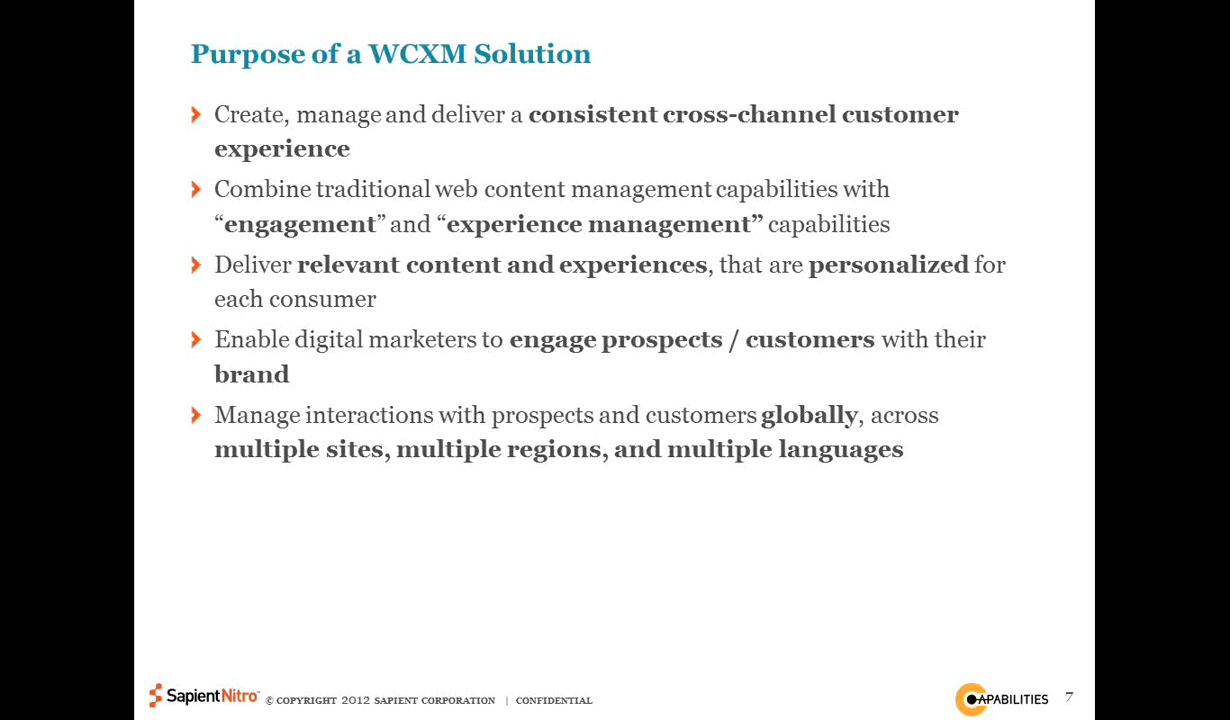 Purpose of a WCXM Solution
Create, manage and deliver a consistent cross-channel customer
experience
Combine traditional web content management capabilities with
“engagement” and “experience management” capabilities
Deliver relevant content and experiences, that are personalized for
each consumer
Enable digital marketers to engage prospects / customers with their
brand
Manage interactions with prospects and customers globally, across
multiple sites, multiple regions, and multiple languages
SapientNitro © COPYRIGHT 2012 SAPIENT CORPORATION | CONFIDENTIAL
CAPABILITIES 7